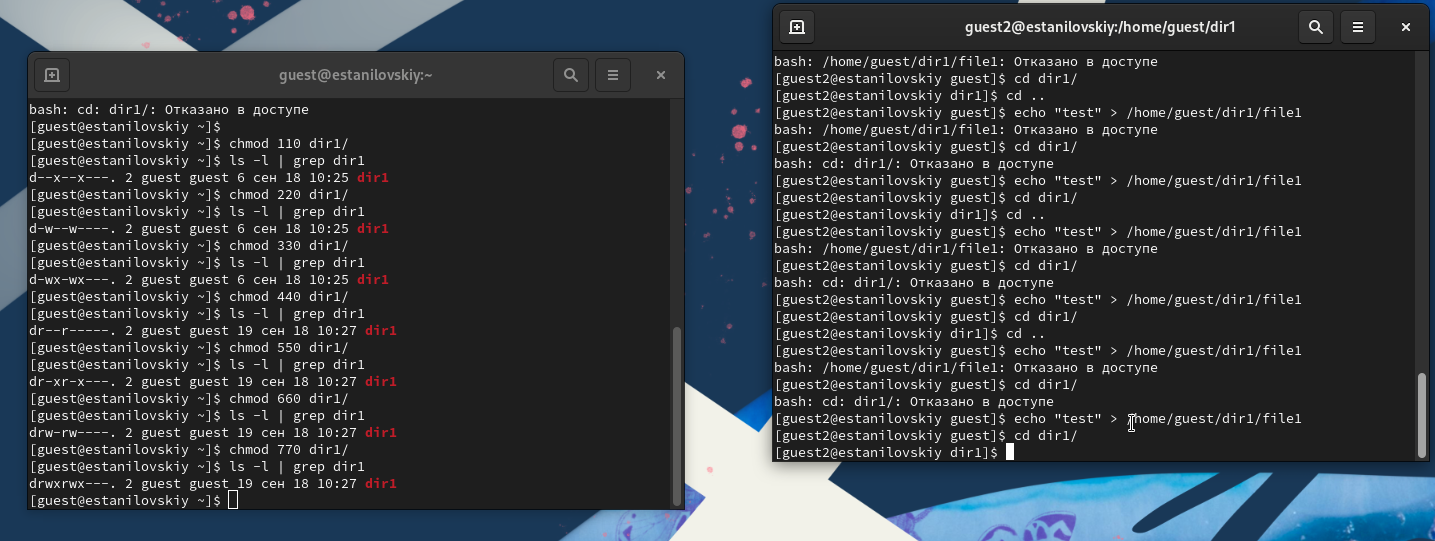 guest@estanilovskiy:~
bash: cd: dir1/: Отказано в доступе
[guest@estanilovskiy ~]$
[guest@estanilovskiy ~]$ chmod 110 dir1/
[guest@estanilovskiy ~]$ ls -l | grep dir1
d--x--x---. 2 guest guest 6 сен 18 10:25 dir1
[guest@estanilovskiy ~]$ chmod 220 dir1/
[guest@estanilovskiy ~]$ ls -l | grep dir1
d-w--w----. 2 guest guest 6 сен 18 10:25 dir1
[guest@estanilovskiy ~]$ chmod 330 dir1/
[guest@estanilovskiy ~]$ ls -l | grep dir1
d-wx-wx---. 2 guest guest 6 сен 18 10:25 dir1
[guest@estanilovskiy ~]$ chmod 440 dir1/
[guest@estanilovskiy ~]$ ls -l | grep dir1
dr--r-----. 2 guest guest 19 сен 18 10:27 dir1
[guest@estanilovskiy ~]$ chmod 550 dir1/
[guest@estanilovskiy ~]$ ls -l | grep dir1
dr-xr-x---. 2 guest guest 19 сен 18 10:27 dir1
[guest@estanilovskiy ~]$ chmod 660 dir1/
[guest@estanilovskiy ~]$ ls -l | grep dir1
drw-rw----. 2 guest guest 19 сен 18 10:27 dir1
[guest@estanilovskiy ~]$ chmod 770 dir1/
[guest@estanilovskiy ~]$ ls -l | grep dir1
drwxrwx---. 2 guest guest 19 сен 18 10:27 dir1
[guest@estanilovskiy ~]$
guest2@estanilovskiy:/home/guest/dir1
bash: /home/guest/dir1/file1: Отказано в доступе
[guest2@estanilovskiy guest]$ cd dir1/
[guest2@estanilovskiy dir1]$ cd ..
[guest2@estanilovskiy guest]$ echo "test" > /home/guest/dir1/file1
bash: /home/guest/dir1/file1: Отказано в доступе
[guest2@estanilovskiy guest]$ cd dir1/
bash: cd: dir1/: Отказано в доступе
[guest2@estanilovskiy guest]$ echo "test" > /home/guest/dir1/file1
[guest2@estanilovskiy guest]$ cd dir1/
[guest2@estanilovskiy dir1]$ cd ..
[guest2@estanilovskiy guest]$ echo "test" > /home/guest/dir1/file1
bash: /home/guest/dir1/file1: Отказано в доступе
[guest2@estanilovskiy guest]$ cd dir1/
bash: cd: dir1/: Отказано в доступе
[guest2@estanilovskiy guest]$ echo "test" > /home/guest/dir1/file1
[guest2@estanilovskiy guest]$ cd dir1/
[guest2@estanilovskiy dir1]$ cd ..
[guest2@estanilovskiy guest]$ echo "test" > /home/guest/dir1/file1
bash: /home/guest/dir1/file1: Отказано в доступе
[guest2@estanilovskiy guest]$ cd dir1/
bash: cd: dir1/: Отказано в доступе
[guest2@estanilovskiy guest]$ echo "test" > /home/guest/dir1/file1
[guest2@estanilovskiy guest]$ cd dir1/
[guest2@estanilovskiy dir1]$